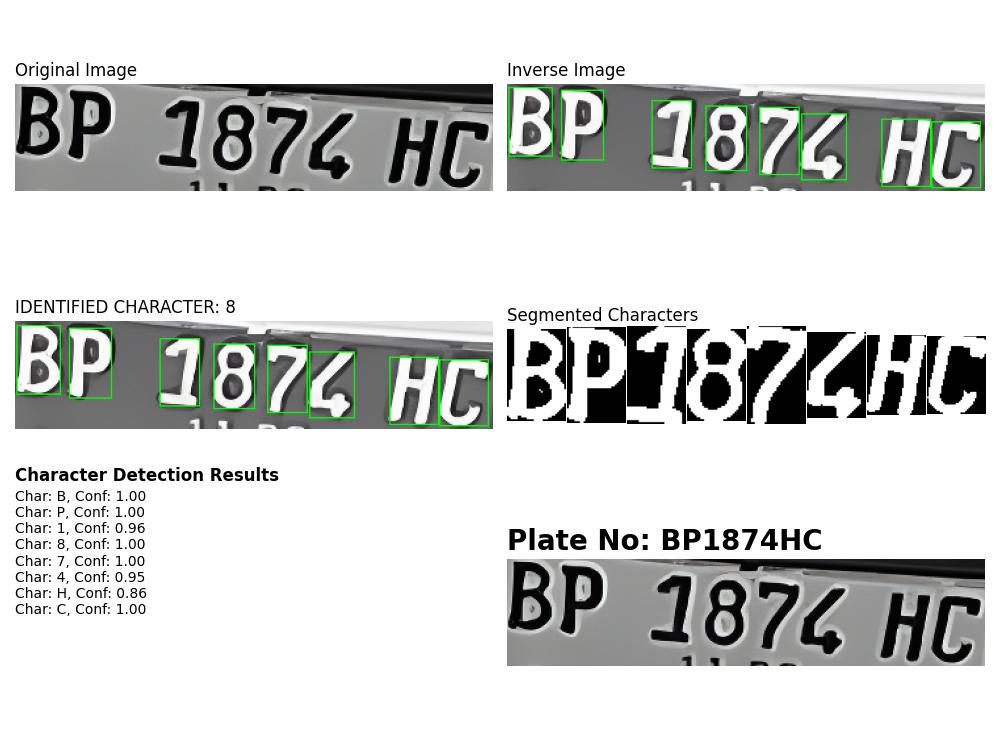 Original Image
BP 1874 HC
Inverse Image
BP 1874 HC
IDENTIFIED CHARACTER: 8
BP 1874 HC
Segmented Characters
BP1874HC
Character Detection Results
Char: B, Conf: 1.00
Char: P, Conf: 1.00
Char: 1, Conf: 0.96
Char: 8, Conf: 1.00
Char: 7, Conf: 1.00
Char: 4, Conf: 0.95
Char: H, Conf: 0.86
Char: C, Conf: 1.00
Plate No: BP1874HC
BP 1874 HC